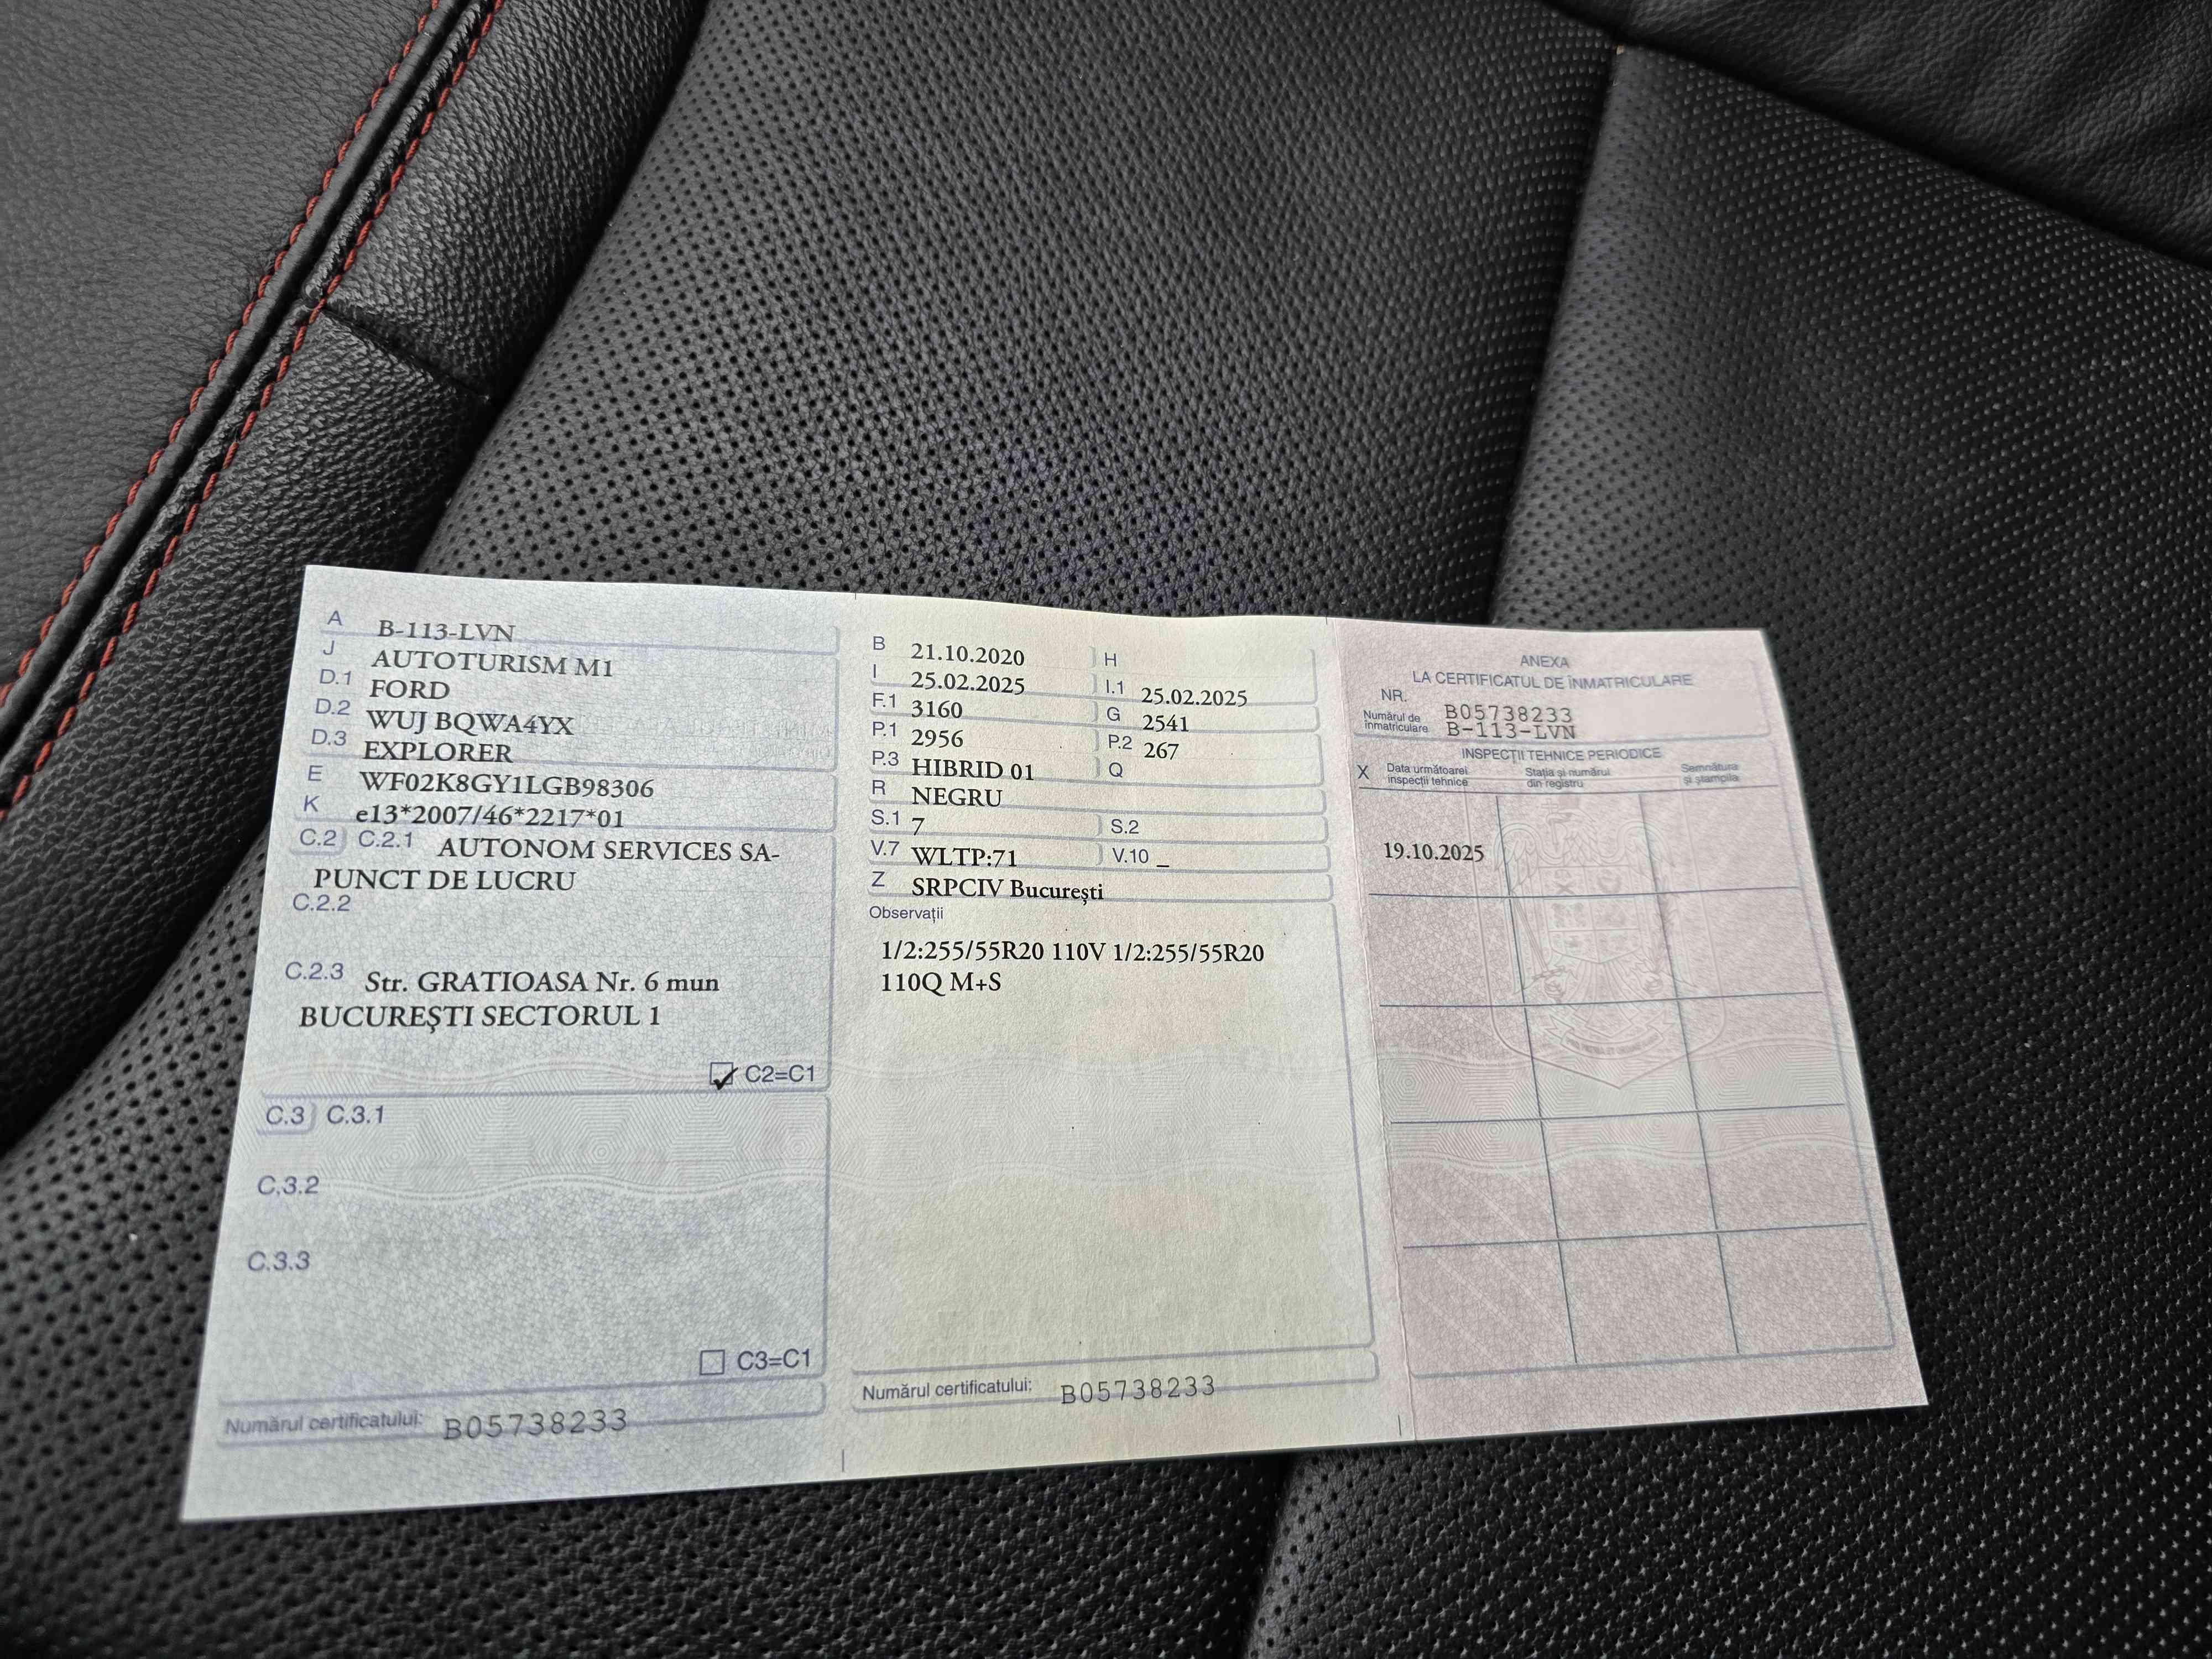 A B-113-LVN
J AUTOTURISM M1
D.1 FORD
D.2 WUJ BQWA4YX
D.3 EXPLORER
E WF02K8GY1LGB98306
K e13*2007/46*2217*01
C.2 C.2.1 AUTONOM SERVICES SA-
PUNCT DE LUCRU
C.2.2
C.2.3 Str. GRATIOASA Nr. 6 mun
BUCUREŞTI SECTORUL 1
C2=C1
C.3 C.3.1
C.3.2
C.3.3
C3=C1
Numărul certificatului: B05738233
B 21.10.2020 H
I 25.02.2025 I.1 25.02.2025
F.1 3160 G 2541
P.1 2956 P.2 267
P.3 HIBRID 01 Q
R NEGRU
S.1 7 S.2
V.7 WLTP:71 V.10 _
Z SRPCIV Bucureşti
Observaţii
1/2:255/55R20 110V 1/2:255/55R20
110Q M+S
Numărul certificatului: B05738233
ANEXA
LA CERTIFICATUL DE ÎNMATRICULARE
NR. B05738233
Numărul de
înmatriculare B-113-LVN
INSPECŢII TEHNICE PERIODICE
X Data următoarei
inspecţii tehnice
Staţia şi numărul
din registru
Semnătura
şi ştampila
19.10.2025